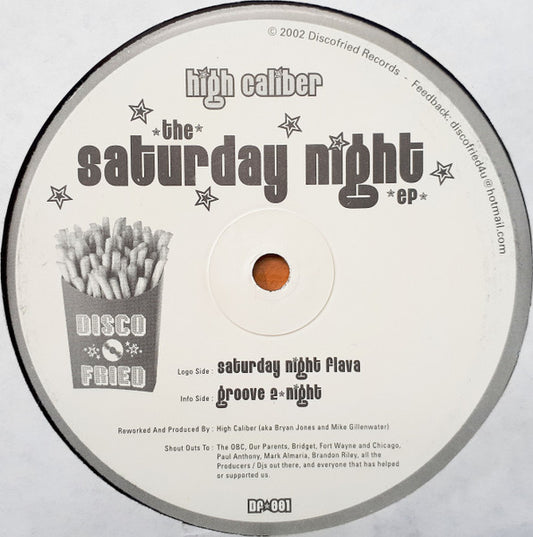 © 2002 Discofried Records - Feedback: discofried4u@hotmail.com
high caliber
*the*
saturday night
*ep*
DISCO
FRIED
Logo Side : saturday night flava
Info Side : groove 2*night
Reworked And Produced By : High Caliber (aka Bryan Jones and Mike Gillenwater)
Shout Outs To : The OBC, Our Parents, Bridget, Fort Wayne and Chicago,
Paul Anthony, Mark Almaria, Brandon Riley, all the
Producers / Djs out there, and everyone that has helped
or supported us.
DF*001